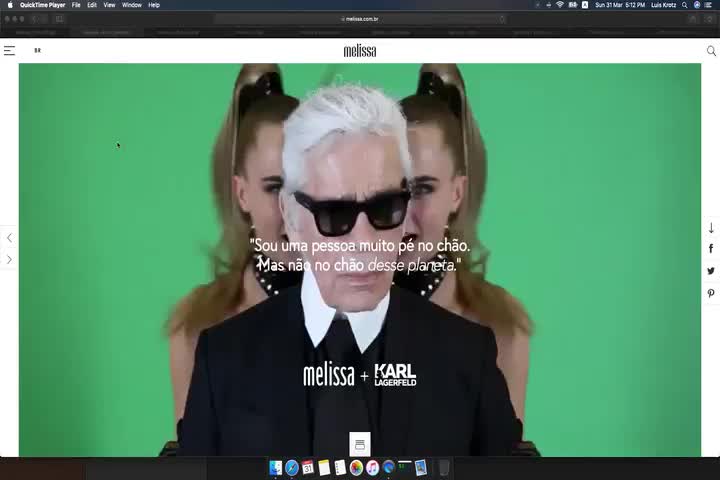 QuickTime Player File Edit View Window Help
A Sun 31 Mar 5:12 PM Luis Krotz
melissa.com.br
BR
melissa
"Sou uma pessoa muito pé no chão.
Mas não no chão desse planeta."
melissa + KARL
LAGERFELD
31